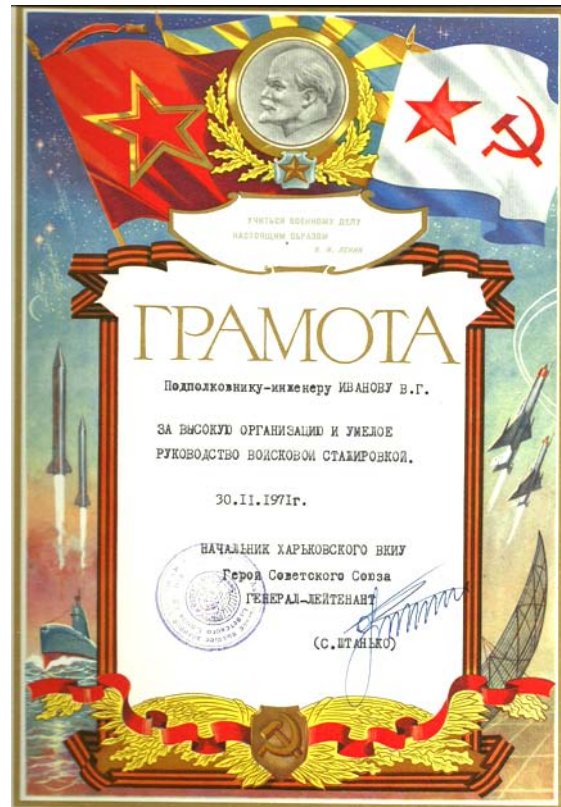 УЧИТЬСЯ ВОЕННОМУ ДЕЛУ
НАСТОЯЩИМ ОБРАЗОМ
В. И. ЛЕНИН
ГРАМОТА
Подполковнику-инженеру ИВАНОВУ В.Г.
ЗА ВЫСОКУЮ ОРГАНИЗАЦИЮ И УМЕЛОЕ
РУКОВОДСТВО ВОЙСКОВОЙ СТАЖИРОВКОЙ.
30.II.197Iг.
НАЧАЛЬНИК ХАРЬКОВСКОГО ВКИУ
Герой Советского Союза
ГЕНЕРАЛ-ЛЕЙТЕНАНТ
(С.ШТАНЬКО)